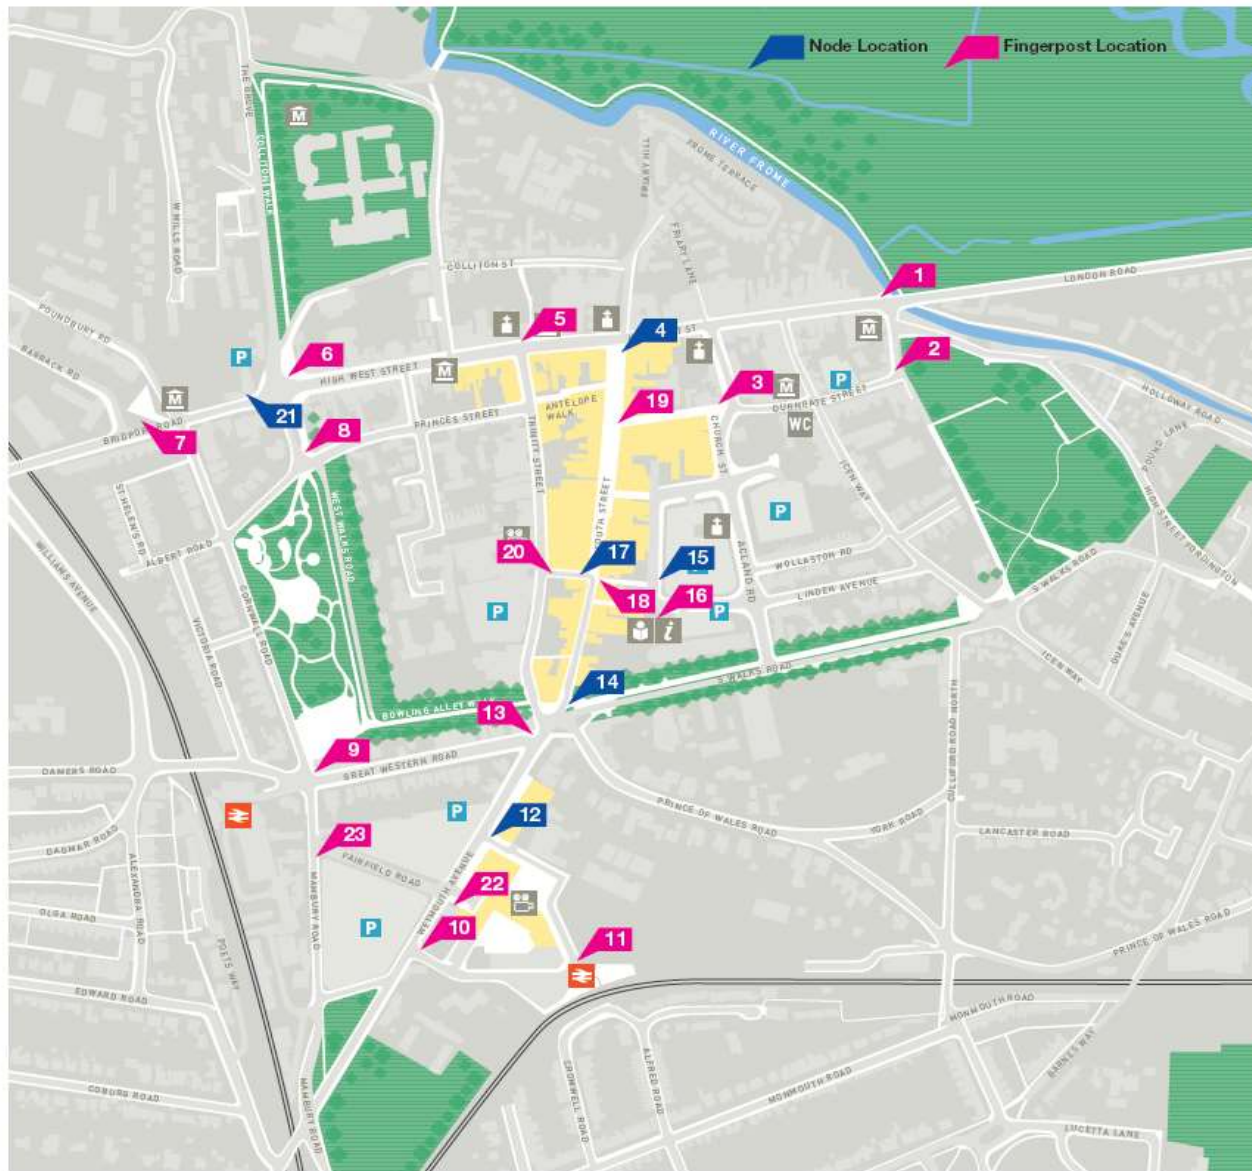 Node Location
Fingerpost Location
THE GROVE
COLLITON WALK
RIVER FROME
FROME TERRACE
FRIARY HILL
FRIARY LANE
COLLITON ST
LONDON ROAD
1
W MILLS ROAD
POUNDBURY RD
BARRACK RD
P
M
M
M
M
M
5
4
ST
2
6
HIGH WEST STREET
3
P
DURNGATE STREET
HOLLOWAY ROAD
21
BRIDPORT ROAD
7
8
PRINCES STREET
ANTELOPE
WALK
19
WC
CHURCH ST
TRINITY STREET
SOUTH STREET
ICEN WAY
POUND LANE
HIGH STREET FORDINGTON
ST HELENS RD
ALBERT ROAD
WEST WALKS ROAD
CORNWALL ROAD
VICTORIA ROAD
WILLIAMS AVENUE
P
20
17
15
18
16
P
P
i
ACLAND RD
WOLLASTON RD
LINDEN AVENUE
S WALKS ROAD
S WALKS ROAD
DUKE'S AVENUE
ICEN WAY
14
13
BOWLING ALLEY WALK
9
GREAT WESTERN ROAD
DAMERS ROAD
CULLIFORD ROAD NORTH
PRINCE OF WALES ROAD
YORK ROAD
LANCASTER ROAD
P
12
23
FAIRFIELD ROAD
WEYMOUTH AVENUE
22
DAGMAR ROAD
ALEXANDRA ROAD
OLGA ROAD
MAUMBURY ROAD
P
10
11
POETS WAY
EDWARD ROAD
PRINCE OF WALES ROAD
MONMOUTH ROAD
BARNES WAY
COBURG ROAD
MAUMBURY ROAD
CROMWELL ROAD
ALFRED ROAD
MONMOUTH ROAD
LUCETTA LANE